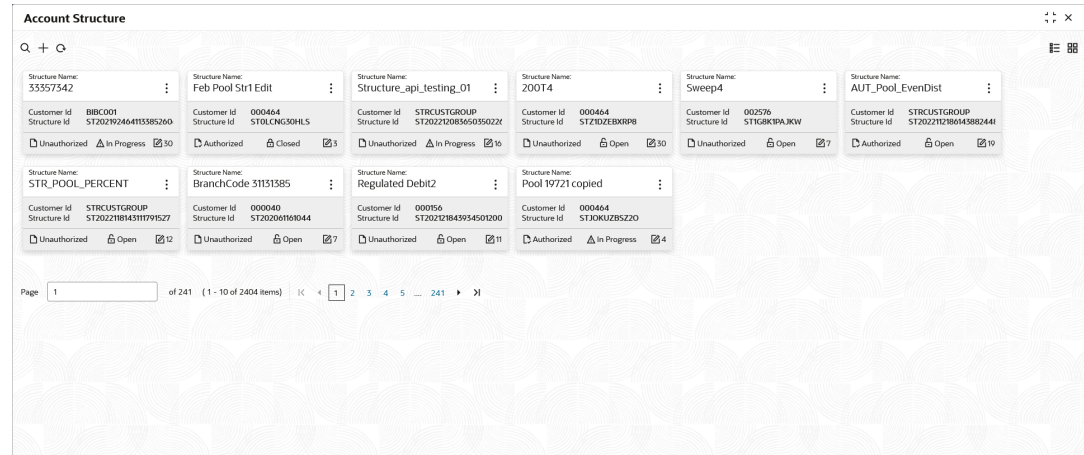 Account Structure
Structure Name:
33357342
Customer Id BIBC001
Structure Id ST202192464113385260
Unauthorized In Progress 30
Structure Name:
Feb Pool Str1 Edit
Customer Id 000464
Structure Id ST0LCNG30HLS
Authorized Closed 3
Structure Name:
Structure_api_testing_01
Customer Id STRCUSTGROUP
Structure Id ST20221208365035022
Unauthorized In Progress 16
Structure Name:
200T4
Customer Id 000464
Structure Id STZ1DZEBXRP8
Unauthorized Open 30
Structure Name:
Sweep4
Customer Id 002576
Structure Id ST1G8K1PAJKW
Unauthorized Open 7
Structure Name:
AUT_Pool_EvenDist
Customer Id STRCUSTGROUP
Structure Id ST20221121861438824
Authorized Open 19
Structure Name:
STR_POOL_PERCENT
Customer Id STRCUSTGROUP
Structure Id ST2022118143111791527
Unauthorized Open 12
Structure Name:
BranchCode 31131385
Customer Id 000040
Structure Id ST202061161044
Unauthorized Open 7
Structure Name:
Regulated Debit2
Customer Id 000156
Structure Id ST202121843934501200
Unauthorized Open 11
Structure Name:
Pool 19721 copied
Customer Id 000464
Structure Id STJOKUZBSZ2O
Authorized In Progress 4
Page 1 of 241 ( 1 - 10 of 2404 items) 1 2 3 4 5 .... 241